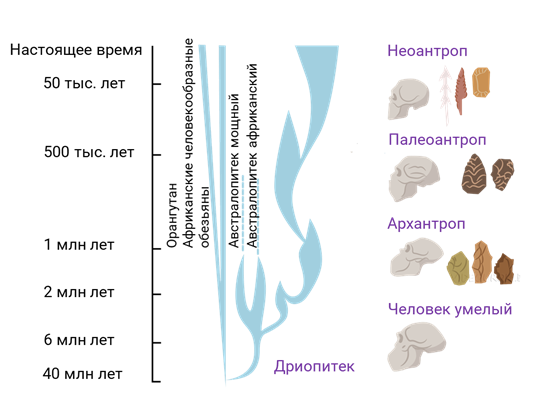 Настоящее время
50 тыс. лет
500 тыс. лет
1 млн лет
2 млн лет
6 млн лет
40 млн лет
Орангутан
Африканские человекообразные
обезьяны
Австралопитек мощный
Австралопитек африканский
Дриопитек
Неоантроп
Палеоантроп
Архантроп
Человек умелый